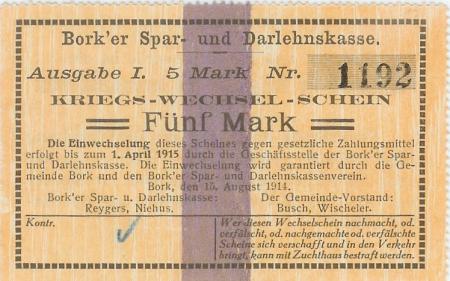 Bork'er Spar- und Darlehnskasse.
Ausgabe I. 5 Mark Nr. 1192
KRIEGS-WECHSEL-SCHEIN
Fünf Mark
Die Einwechselung dieses Scheines gegen gesetzliche Zahlungsmittel
erfolgt bis zum 1. April 1915 durch die Geschäftsstelle der Bork'er Spar-
und Darlehnskasse. Die Einwechselung wird garantiert durch die Ge-
meinde Bork und den Bork'er Spar- und Darlehnskassenverein.
Bork, den 15. August 1914.
Bork'er Spar- u. Darlehnskasse: Der Gemeinde-Vorstand:
Reygers, Niehus. Busch, Wischeler.
Kontr.
Wer diesen Wechselschein nachmacht, od.
verfälscht, od. nachgemachte od. verfälschte
Scheine sich verschafft und in den Verkehr
bringt, kann mit Zuchthaus bestraft werden.